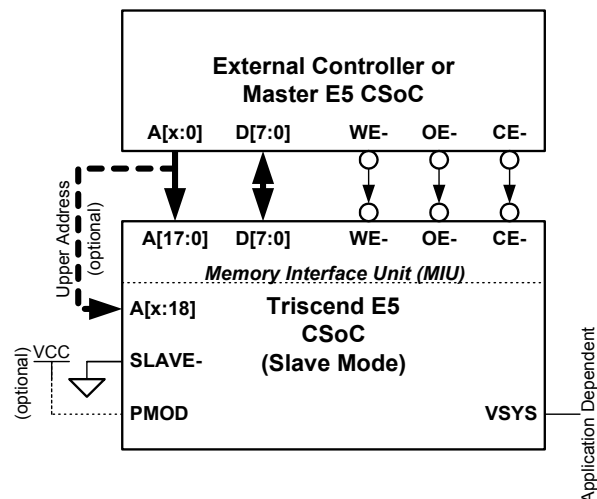 External Controller or
Master E5 CSoC
A[x:0] D[7:0] WE- OE- CE-
Upper Address
(optional)
A[17:0] D[7:0] WE- OE- CE-
Memory Interface Unit (MIU)
A[x:18]
Triscend E5
CSoC
(Slave Mode)
(optional)
VCC
SLAVE-
PMOD
VSYS
Application Dependent